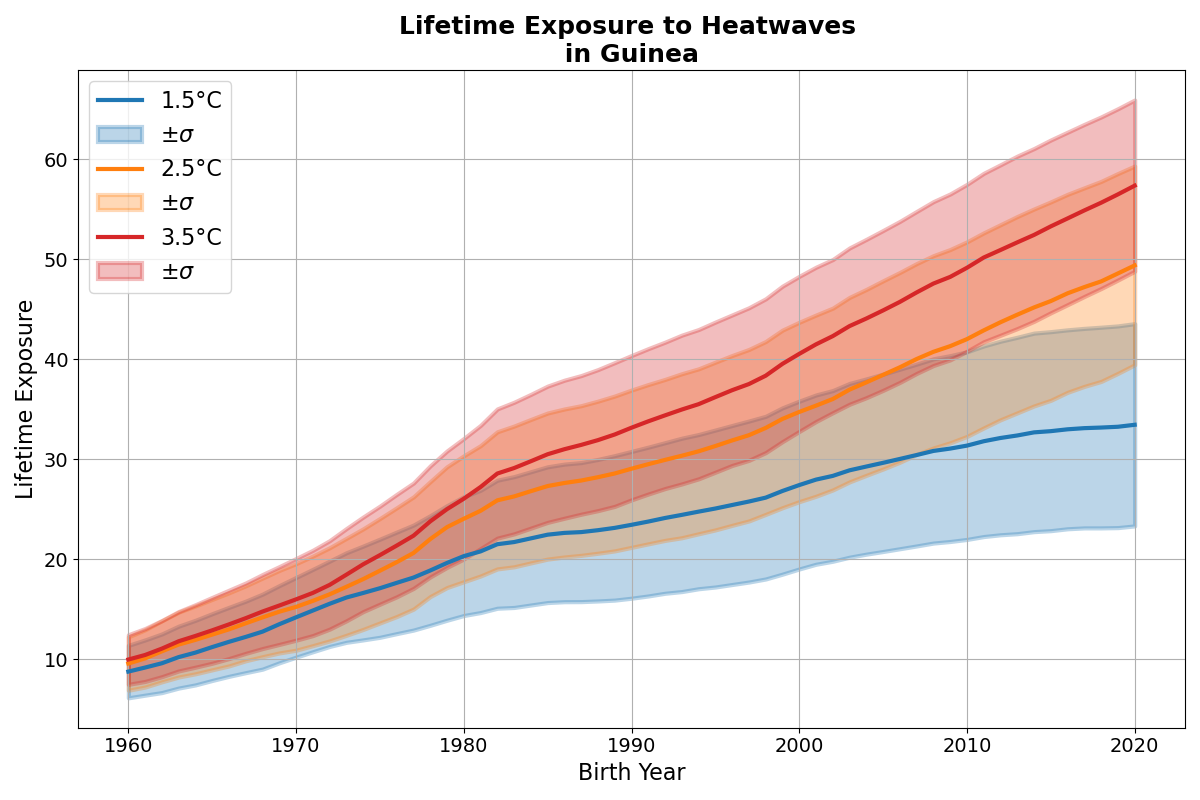 Lifetime Exposure to Heatwaves
in Guinea
1.5°C
±σ
2.5°C
±σ
3.5°C
±σ
Lifetime Exposure
60
50
40
30
20
10
1960 1970 1980 1990 2000 2010 2020
Birth Year